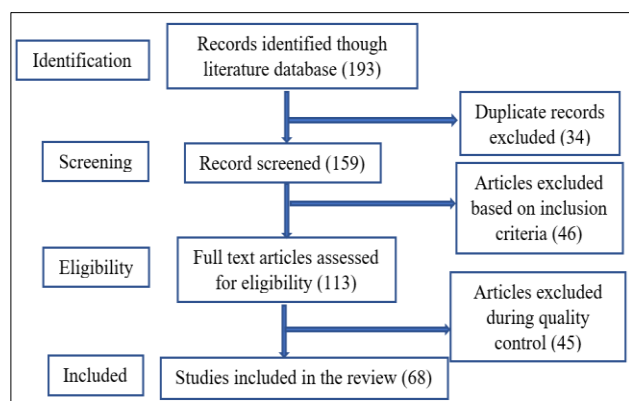 Identification
Records identified though
literature database (193)
Duplicate records
excluded (34)
Screening
Record screened (159)
Articles excluded
based on inclusion
criteria (46)
Eligibility
Full text articles assessed
for eligibility (113)
Articles excluded
during quality
control (45)
Included
Studies included in the review (68)